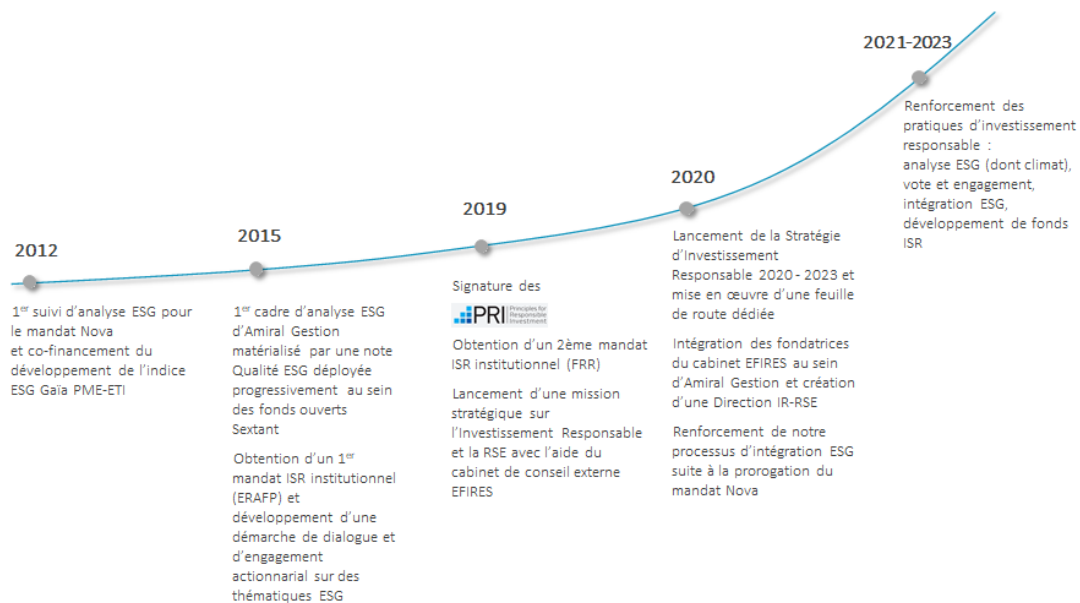 2012
1er suivi d'analyse ESG pour
le mandat Nova
et co-financement du
développement de l'indice
ESG Gaïa PME-ETI
2015
1er cadre d'analyse ESG
d'Amiral Gestion
matérialisé par une note
Qualité ESG déployée
progressivement au sein
des fonds ouverts
Sextant
Obtention d'un 1er
mandat ISR institutionnel
(ERAFP) et
développement d'une
démarche de dialogue et
d'engagement
actionnarial sur des
thématiques ESG
2019
Signature des
PRI Principles for
Responsible
Investment
Obtention d'un 2ème mandat
ISR institutionnel (FRR)
Lancement d'une mission
stratégique sur
l'Investissement Responsable
et la RSE avec l'aide du
cabinet de conseil externe
EFIRES
2020
Lancement de la Stratégie
d'Investissement
Responsable 2020 - 2023 et
mise en œuvre d'une feuille
de route dédiée
Intégration des fondatrices
du cabinet EFIRES au sein
d'Amiral Gestion et création
d'une Direction IR-RSE
Renforcement de notre
processus d'intégration ESG
suite à la prorogation du
mandat Nova
2021-2023
Renforcement des
pratiques d'investissement
responsable :
analyse ESG (dont climat),
vote et engagement,
intégration ESG,
développement de fonds
ISR